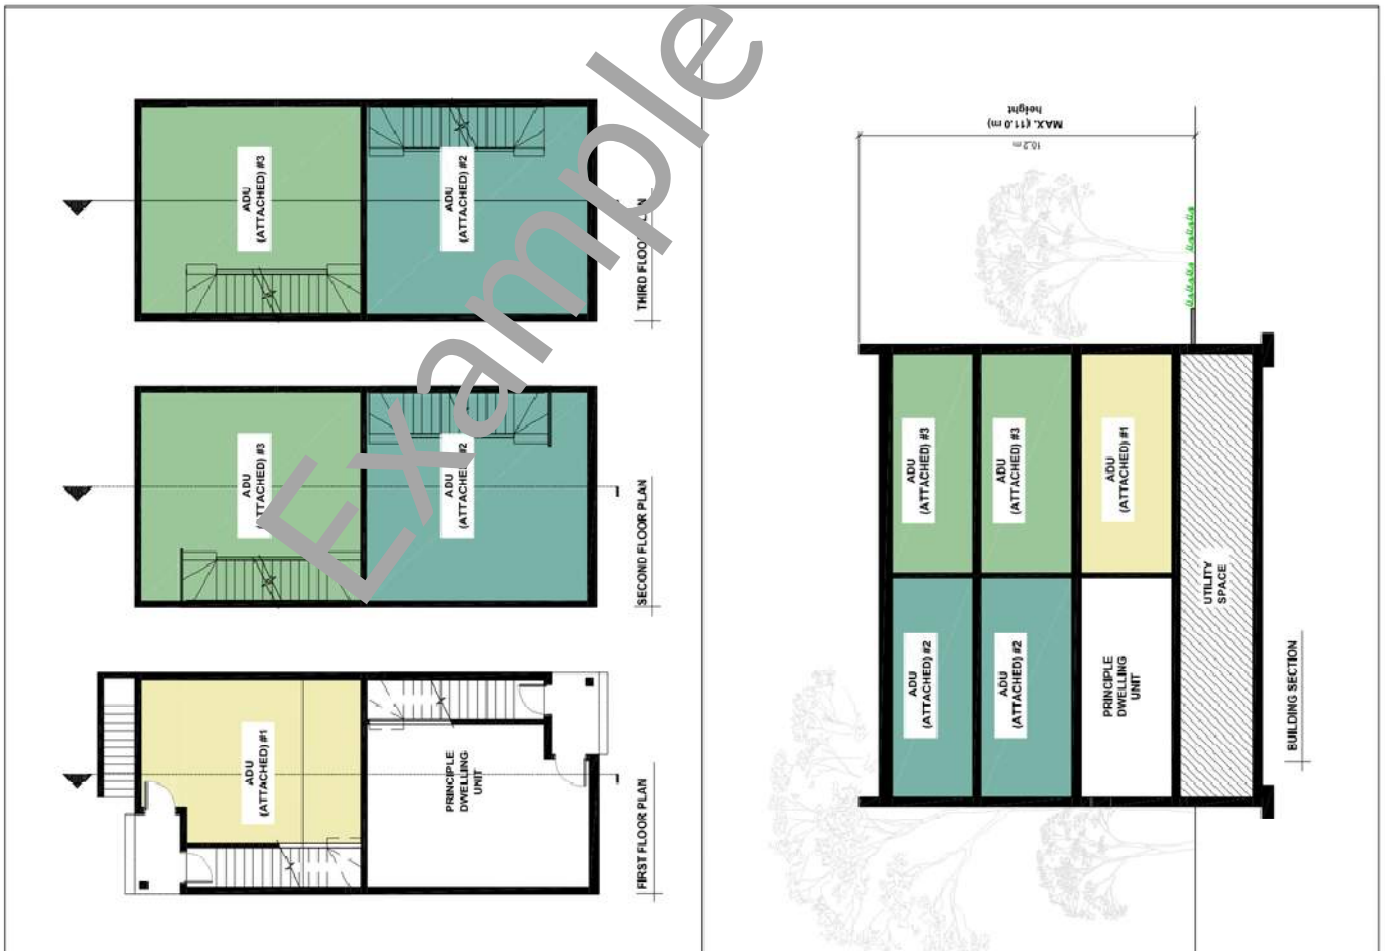 Example
ADU
(ATTACHED) #3
ADU
(ATTACHED) #2
THIRD FLOOR PLAN
ADU
(ATTACHED) #3
ADU
(ATTACHED) #2
SECOND FLOOR PLAN
ADU
(ATTACHED) #1
PRINCIPLE
DWELLING
UNIT
FIRST FLOOR PLAN
MAX. (11.0 m)
height
10.2 m
ADU
(ATTACHED) #3
ADU
(ATTACHED) #3
ADU
(ATTACHED) #1
ADU
(ATTACHED) #2
ADU
(ATTACHED) #2
PRINCIPLE
DWELLING
UNIT
UTILITY
SPACE
BUILDING SECTION